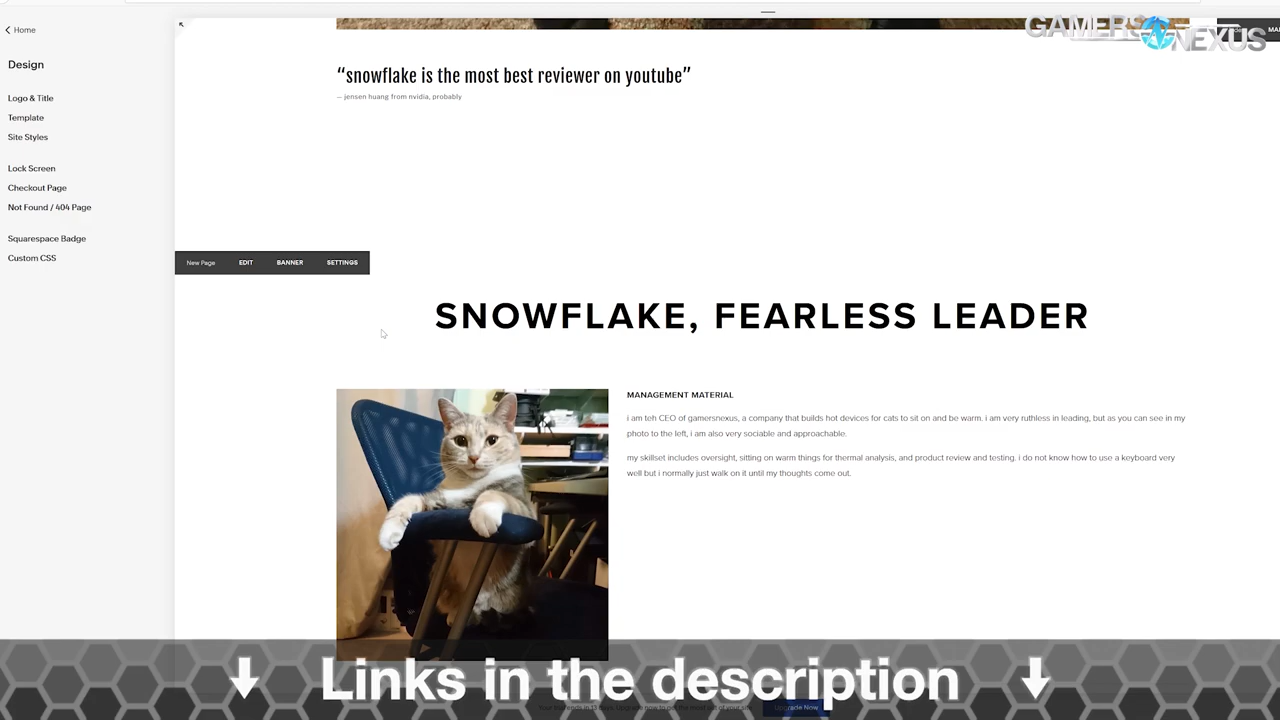 Home
GAMERS NEXUS
Design
Logo & Title
Template
Site Styles
Lock Screen
Checkout Page
Not Found / 404 Page
Squarespace Badge
Custom CSS
“snowflake is the most best reviewer on youtube”
— jensen huang from nvidia, probably
New Page EDIT BANNER SETTINGS
SNOWFLAKE, FEARLESS LEADER
MANAGEMENT MATERIAL
i am teh CEO of gamersnexus, a company that builds hot devices for cats to sit on and be warm. i am very ruthless in leading, but as you can see in my
photo to the left, i am also very sociable and approachable.
my skillset includes oversight, sitting on warm things for thermal analysis, and product review and testing. i do not know how to use a keyboard very
well but i normally just walk on it until my thoughts come out.
Links in the description
Upgrade Now